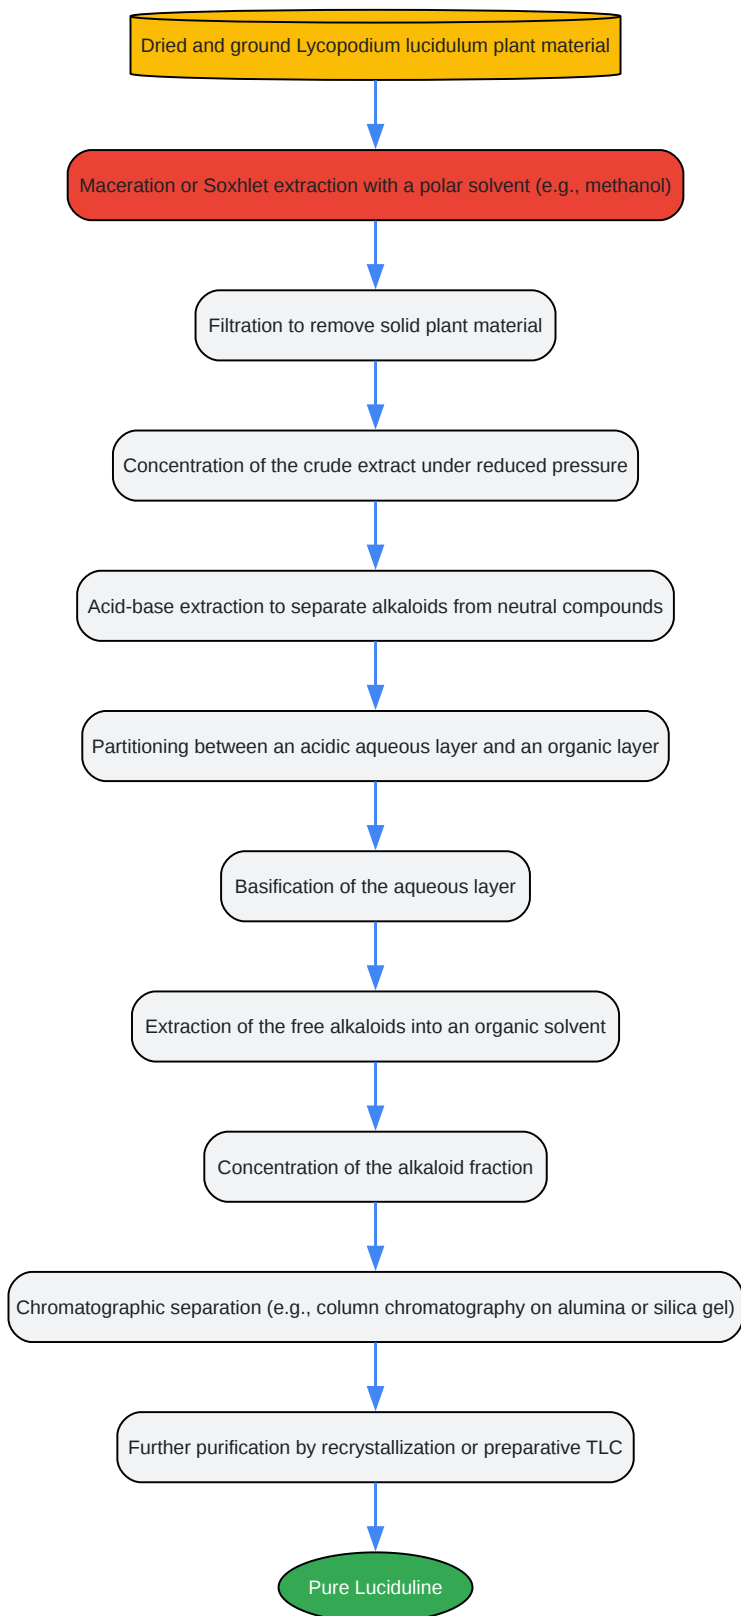 Dried and ground Lycopodium lucidulum plant material
Maceration or Soxhlet extraction with a polar solvent (e.g., methanol)
Filtration to remove solid plant material
Concentration of the crude extract under reduced pressure
Acid-base extraction to separate alkaloids from neutral compounds
Partitioning between an acidic aqueous layer and an organic layer
Basification of the aqueous layer
Extraction of the free alkaloids into an organic solvent
Concentration of the alkaloid fraction
Chromatographic separation (e.g., column chromatography on alumina or silica gel)
Further purification by recrystallization or preparative TLC
Pure Luciduline